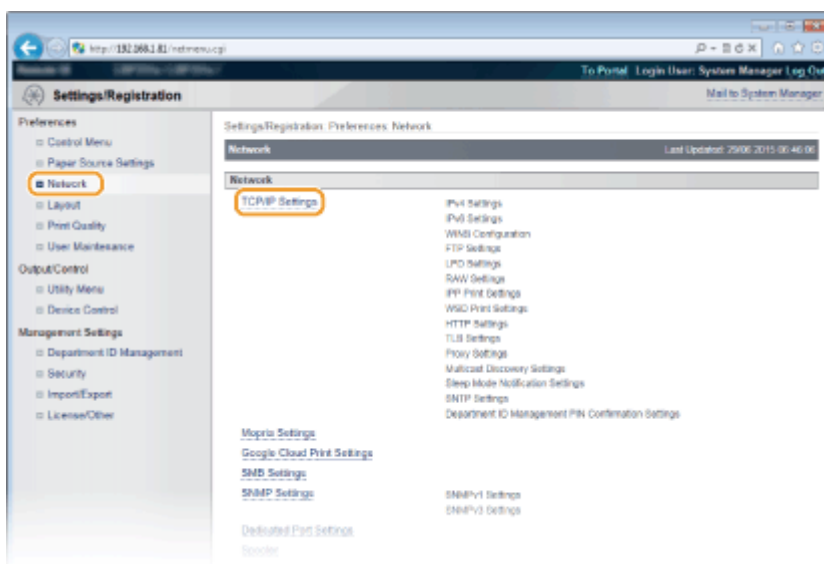 http://192.168.1.81/netmenu.cgi
To Portal Login User: System Manager Log Out
Settings/Registration
Mail to System Manager
Preferences
Control Menu
Paper Source Settings
Network
Layout
Print Quality
User Maintenance
Output/Control
Utility Menu
Device Control
Management Settings
Department ID Management
Security
Import/Export
License/Other
Settings/Registration: Preferences: Network
Network
Last Updated: 29/06 2015 06:46:06
Network
TCP/IP Settings
IPv4 Settings
IPv6 Settings
WINS Configuration
FTP Settings
LPD Settings
RAW Settings
IPP Print Settings
WSD Print Settings
HTTP Settings
TLS Settings
Proxy Settings
Multicast Discovery Settings
Sleep Mode Notification Settings
SNTP Settings
Department ID Management PIN Confirmation Settings
Mopria Settings
Google Cloud Print Settings
SMB Settings
SNMP Settings
SNMPv1 Settings
SNMPv3 Settings
Dedicated Port Settings
Spooler